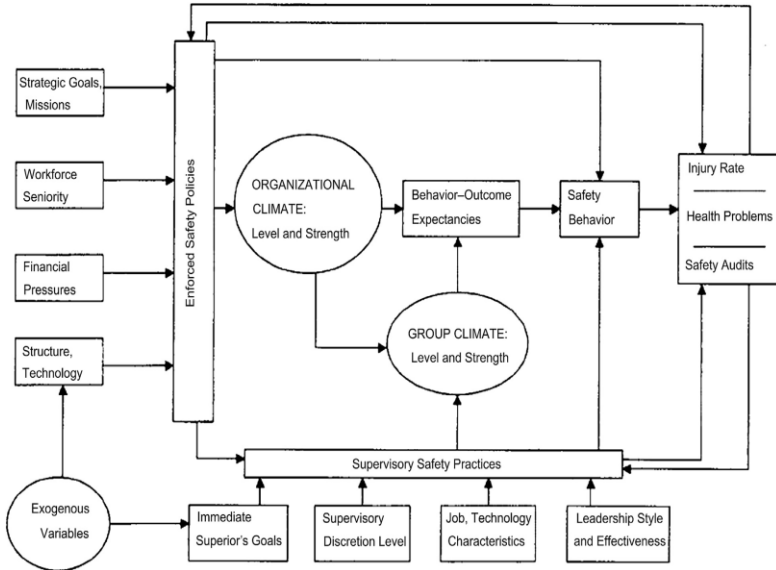 Strategic Goals,
Missions
Workforce
Seniority
Financial
Pressures
Structure,
Technology
Exogenous
Variables
Enforced Safety Policies
ORGANIZATIONAL
CLIMATE:
Level and Strength
Behavior–Outcome
Expectancies
Safety
Behavior
Injury Rate
Health Problems
Safety Audits
GROUP CLIMATE:
Level and Strength
Supervisory Safety Practices
Immediate
Superior's Goals
Supervisory
Discretion Level
Job, Technology
Characteristics
Leadership Style
and Effectiveness